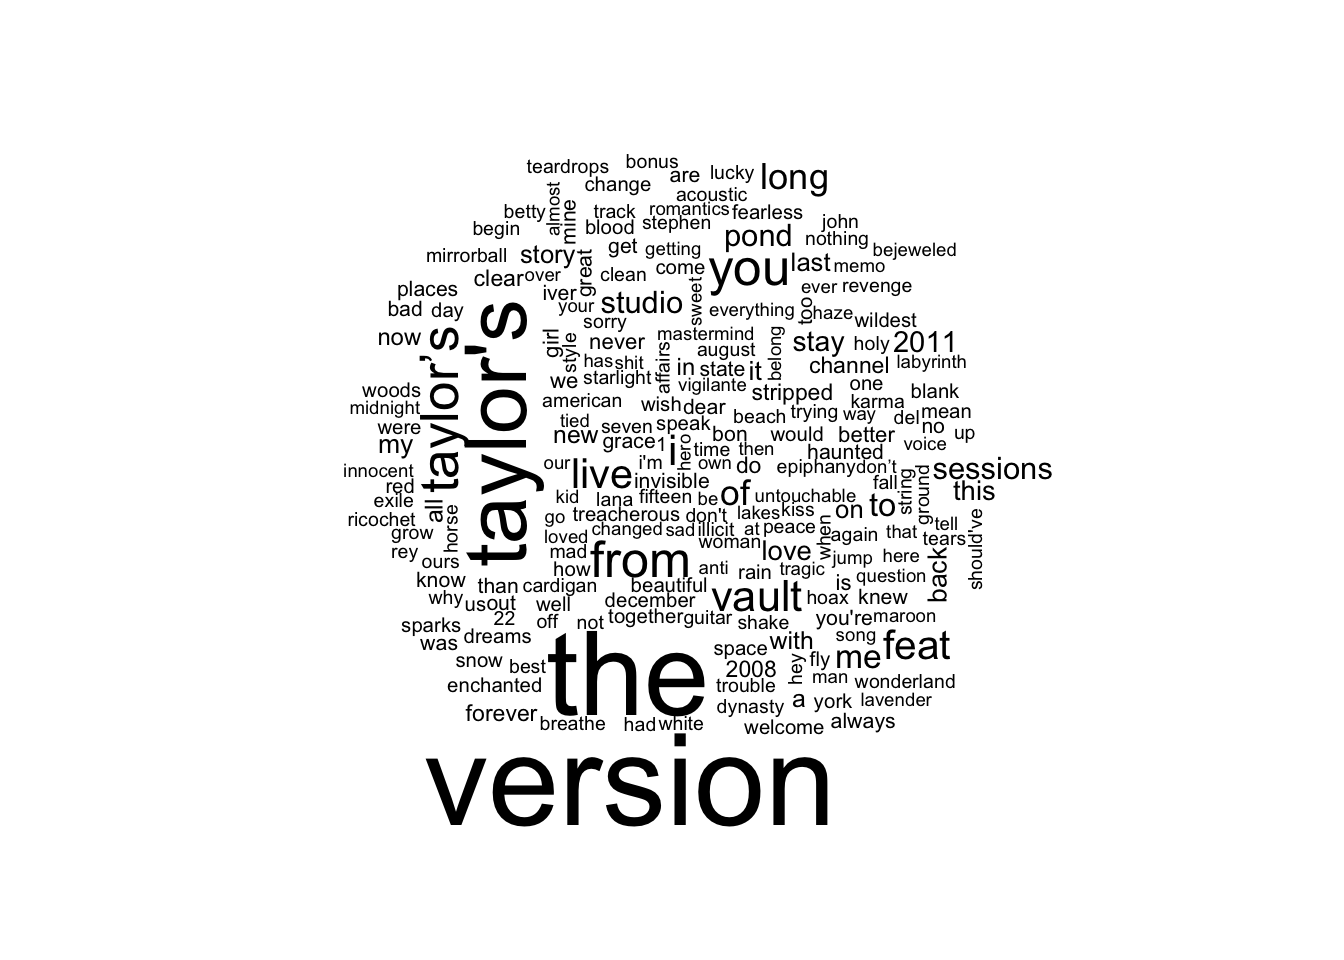 teardrops
bonus
are
lucky
long
change
acoustic
almost
mine
betty
track
romantics
fearless
begin
blood
stephen
john
pond
nothing
mirrorball
story
great
get
getting
bejeweled
clear
over
clean
come
you
last
memo
places
iver
your
studio
sweet
everything
ever
revenge
too
bad
day
sorry
haze
wildest
now
taylor’s
taylor's
girl
style
never
mastermind
stay
holy
2011
has
shit
affairs
august
belong
channel
labyrinth
we
starlight
in
state
it
vigilante
stripped
one
blank
woods
american
wish
dear
karma
midnight
tied
seven
speak
beach
trying
way
del
mean
were
new
grace
1
i
bon
would
better
no
up
my
hero
time
then
haunted
voice
innocent
our
live
i'm
own
do
epiphany
don’t
sessions
red
invisible
fall
string
ground
this
exile
all
kid
lana
fifteen
be
of
untouchable
on
to
ricochet
horse
go
treacherous
don't
lakes
kiss
when
tell
grow
loved
changed
sad
illicit
at
peace
again
that
tears
should've
rey
ours
mad
woman
love
jump
here
back
know
how
from
anti
rain
tragic
is
question
than
cardigan
beautiful
vault
hoax
knew
why
us
out
well
december
sparks
22
off
not
together
guitar
shake
you're
maroon
was
dreams
song
the
space
with
me
feat
snow
best
2008
hey
fly
man
wonderland
enchanted
trouble
forever
dynasty
a
york
lavender
breathe
had
white
welcome
always
version